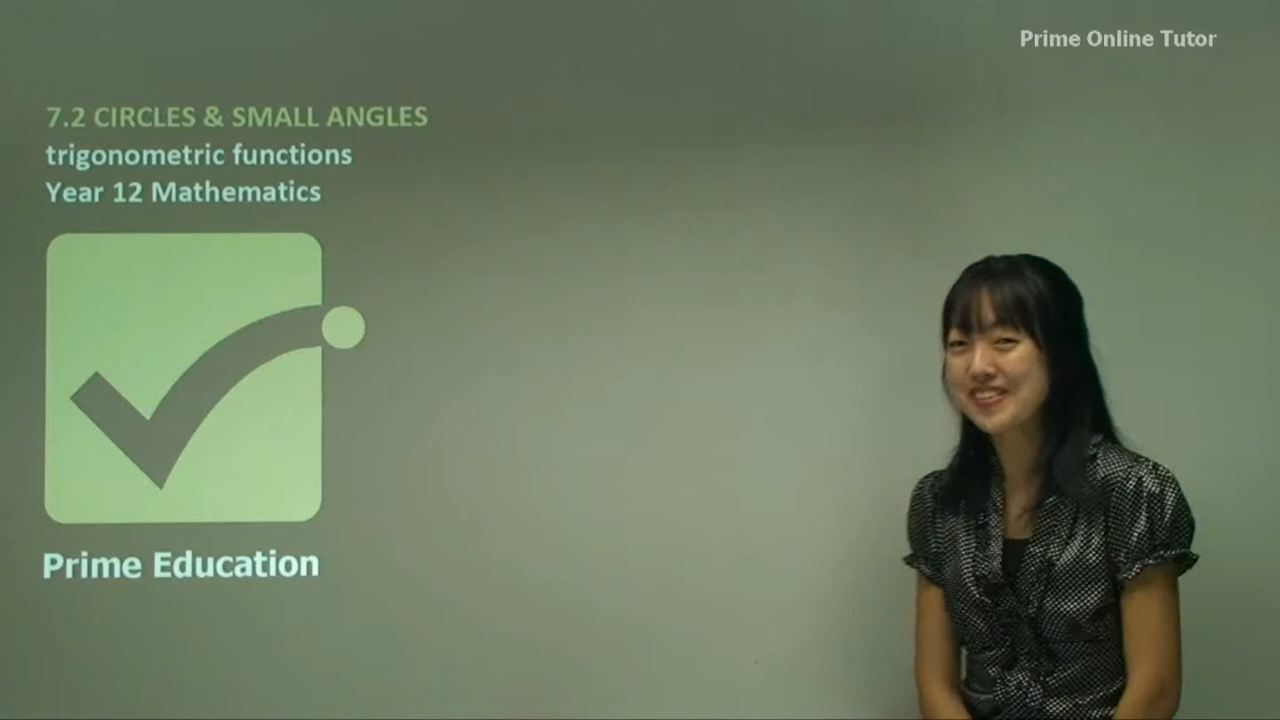 Prime Online Tutor
7.2 CIRCLES & SMALL ANGLES
trigonometric functions
Year 12 Mathematics
Prime Education